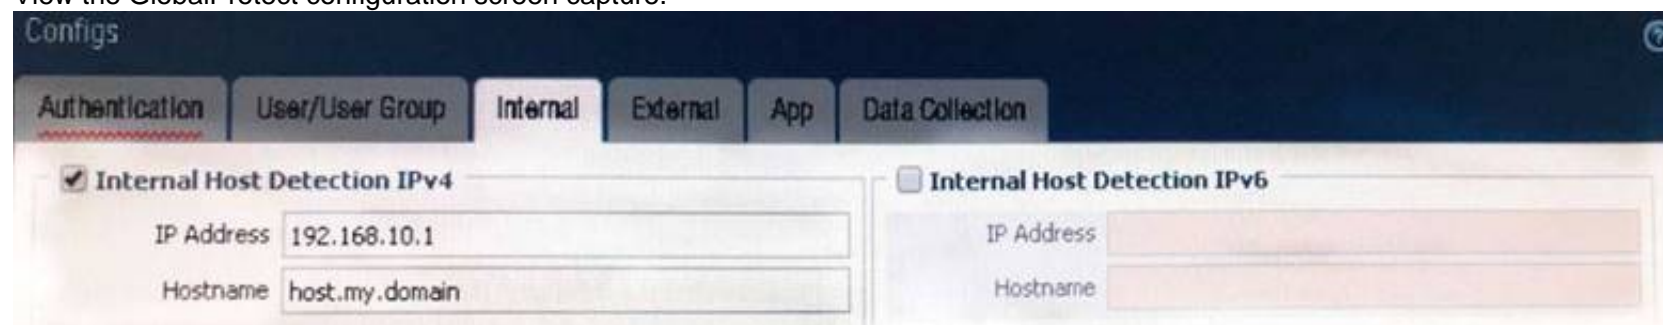 View the GlobalProtect configuration screen capture.
Configs
Authentication User/User Group Internal External App Data Collection
Internal Host Detection IPv4 Internal Host Detection IPv6
IP Address 192.168.10.1 IP Address
Hostname host.my.domain Hostname